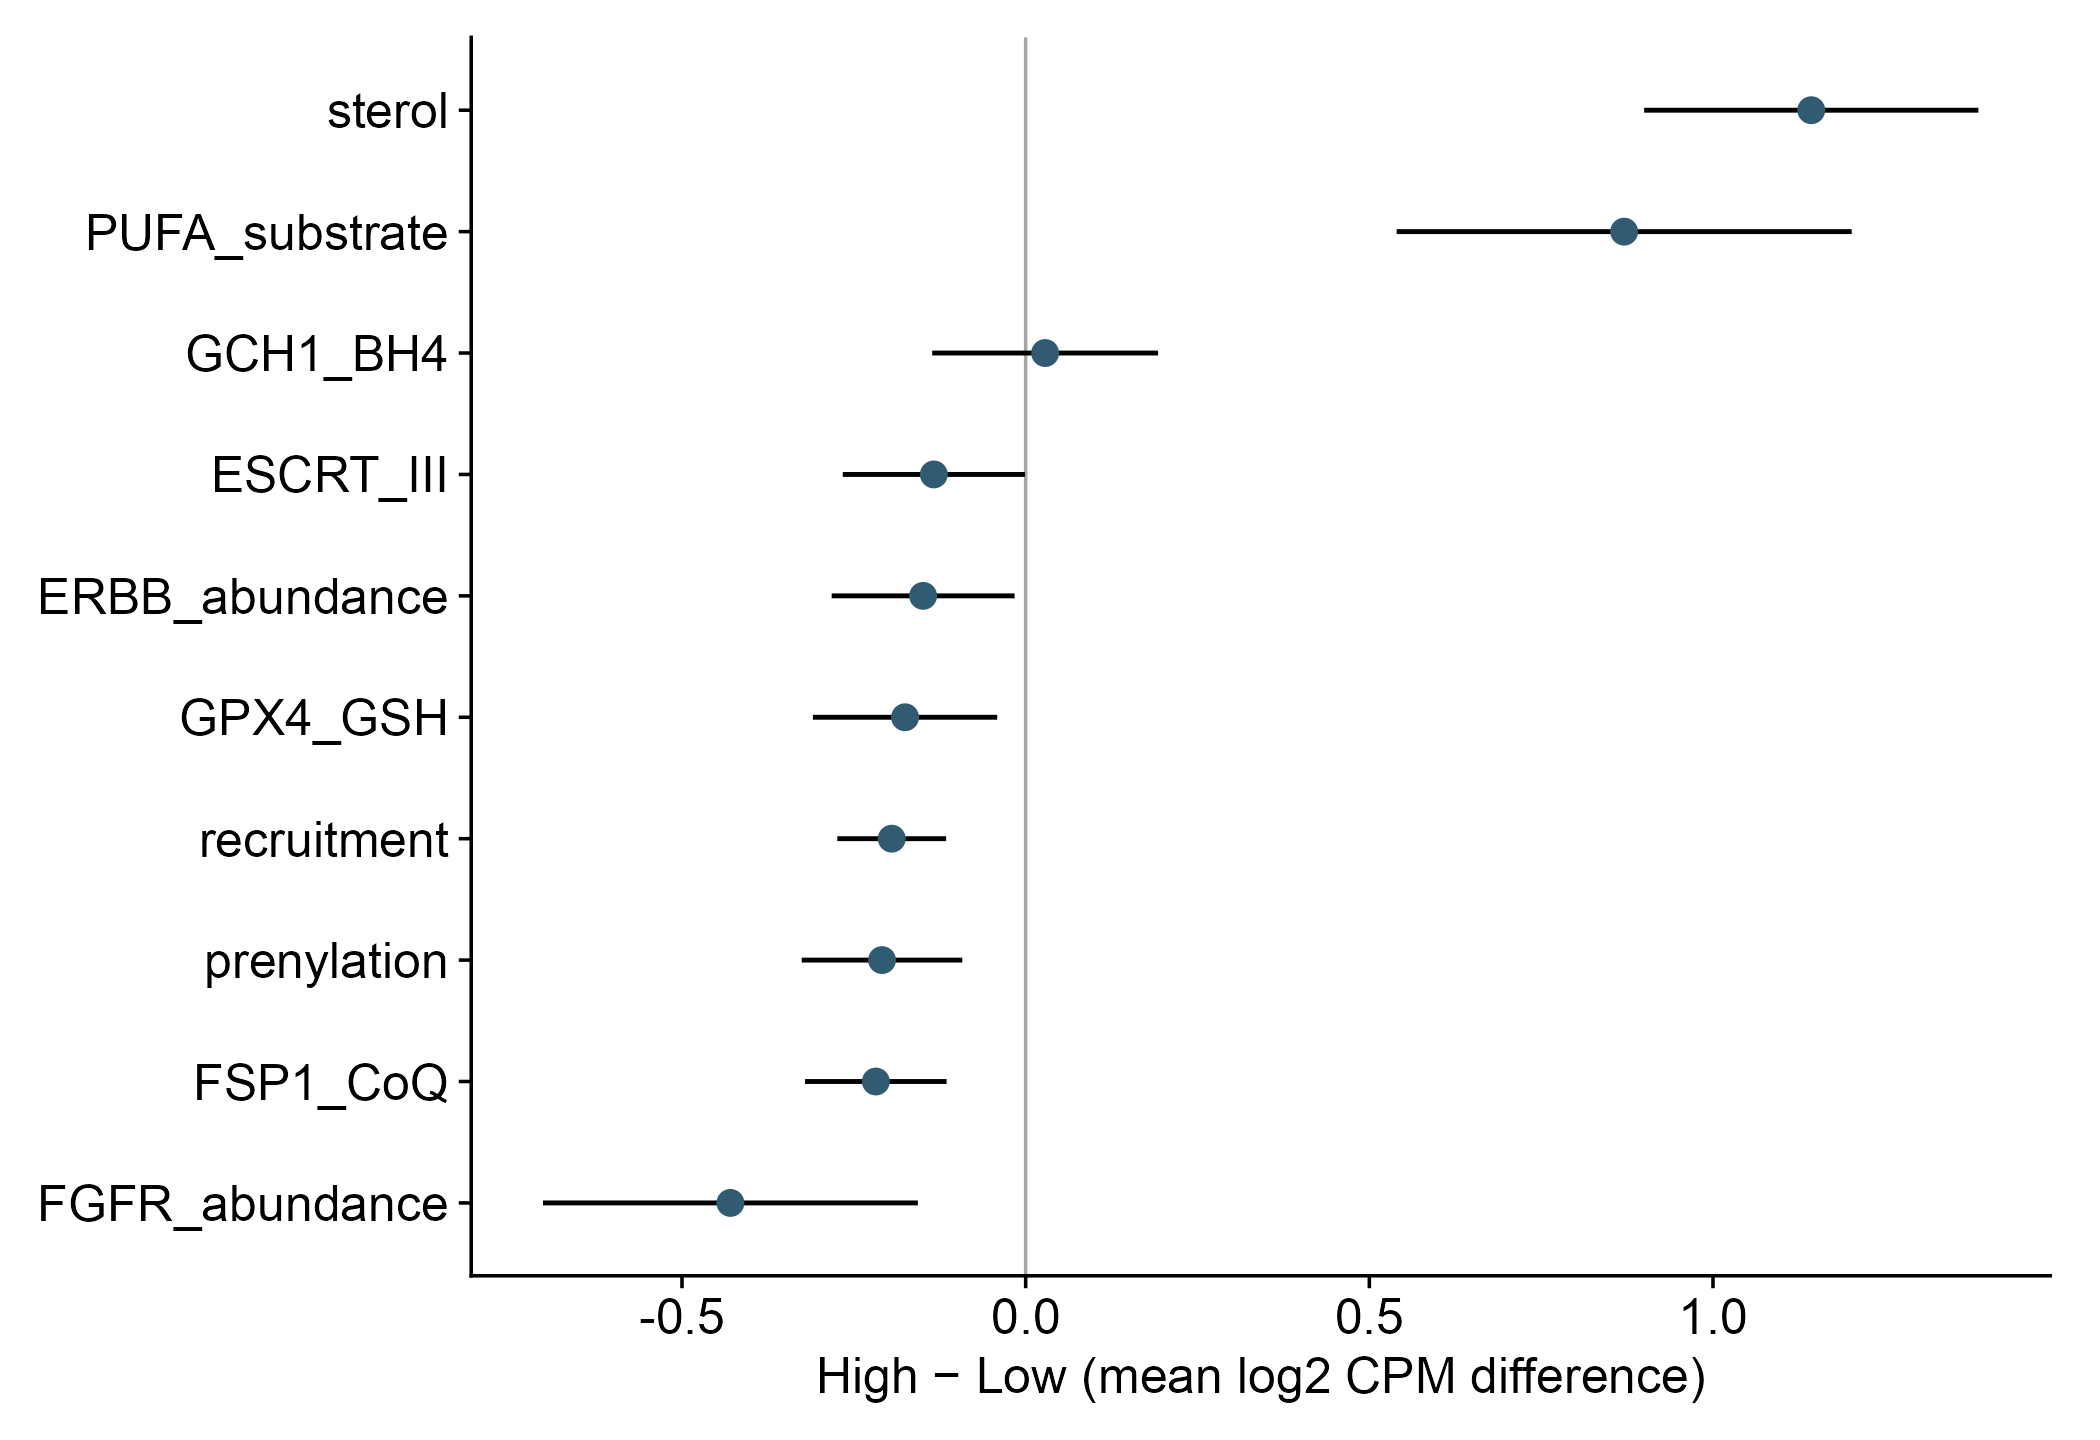 sterol
PUFA_substrate
GCH1_BH4
ESCRT_III
ERBB_abundance
GPX4_GSH
recruitment
prenylation
FSP1_CoQ
FGFR_abundance
-0.5 0.0 0.5 1.0
High − Low (mean log2 CPM difference)